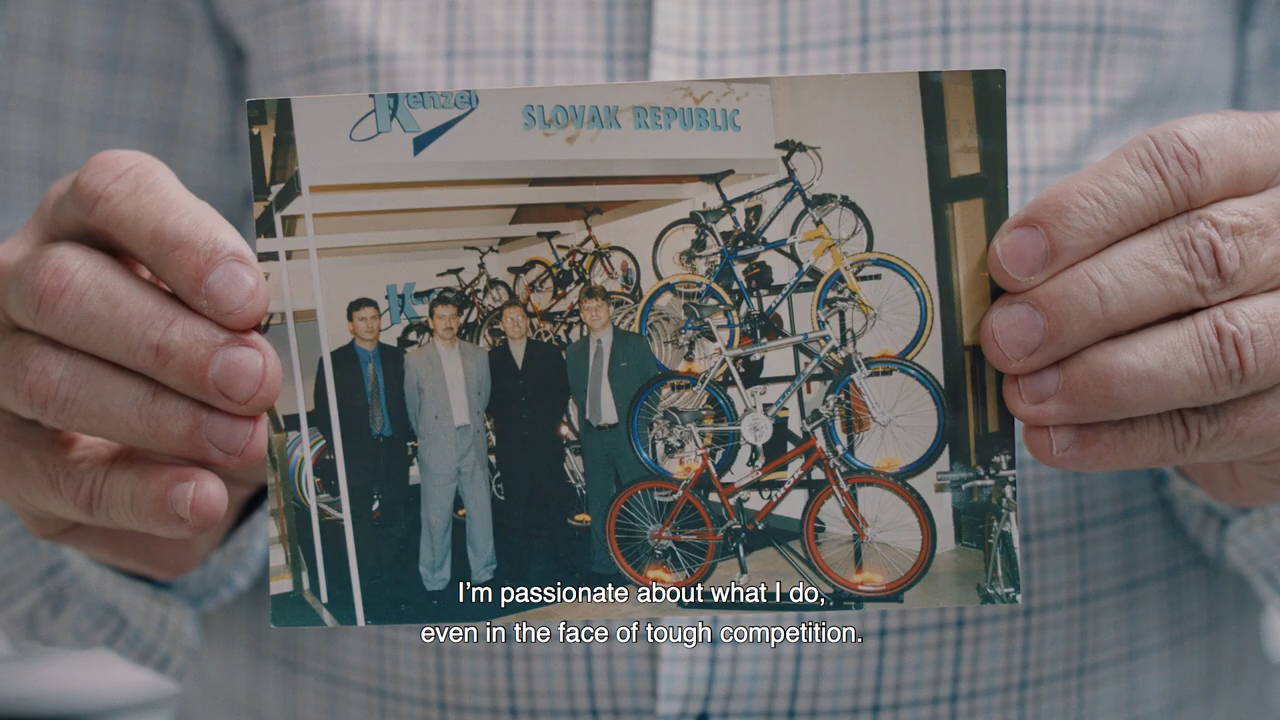 Kenzel
SLOVAK REPUBLIC
K
I'm passionate about what I do,
even in the face of tough competition.